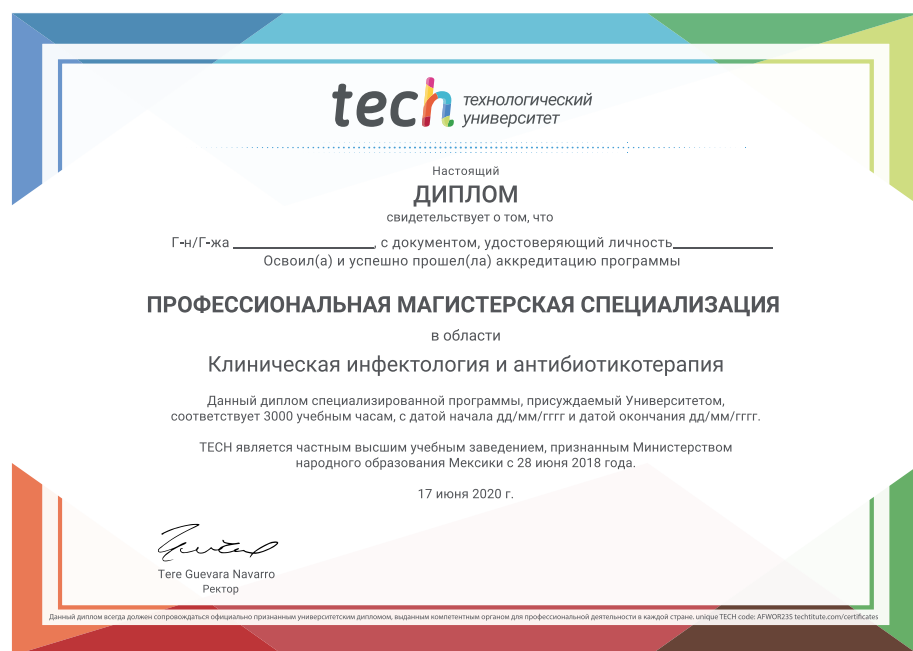 tech технологический
университет
Настоящий
ДИПЛОМ
свидетельствует о том, что
Г-н/Г-жа ____________________, с документом, удостоверяющий личность______________
Освоил(а) и успешно прошел(ла) аккредитацию программы
ПРОФЕССИОНАЛЬНАЯ МАГИСТЕРСКАЯ СПЕЦИАЛИЗАЦИЯ
в области
Клиническая инфектология и антибиотикотерапия
Данный диплом специализированной программы, присуждаемый Университетом,
соответствует 3000 учебным часам, с датой начала дд/мм/гггг и датой окончания дд/мм/гггг.
TECH является частным высшим учебным заведением, признанным Министерством
народного образования Мексики с 28 июня 2018 года.
17 июня 2020 г.
Tere Guevara Navarro
Ректор
Данный диплом всегда должен сопровождаться официально признанным университетским дипломом, выданным компетентным органом для профессиональной деятельности в каждой стране. unique TECH code: AFWOR23S techtitute.com/certificates